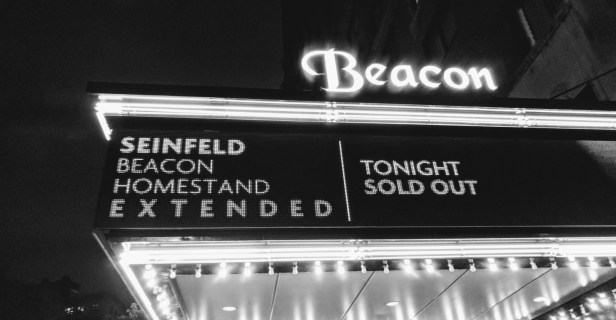 Beacon
SEINFELD
BEACON
HOMESTAND
EXTENDED
TONIGHT
SOLD OUT